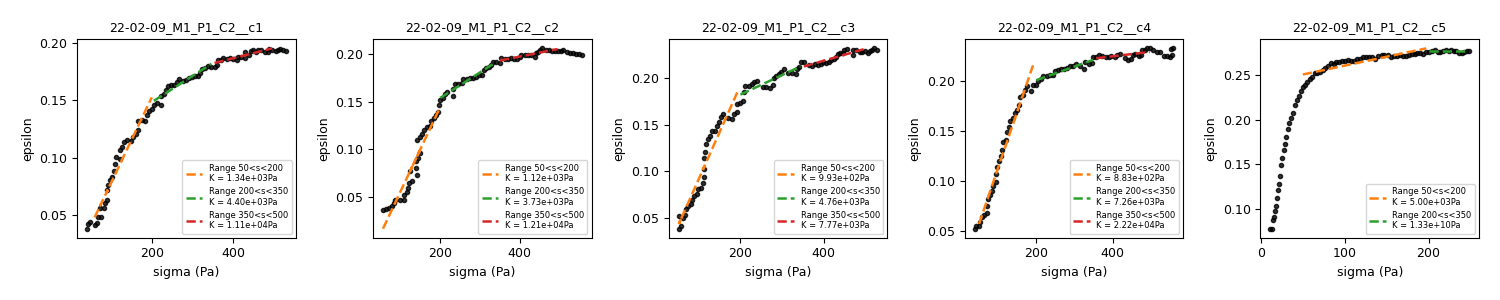 22-02-09_M1_P1_C2__c1
epsilon
0.20
0.15
0.10
0.05
Range 50<s<200
K = 1.34e+03Pa
Range 200<s<350
K = 4.40e+03Pa
Range 350<s<500
K = 1.11e+04Pa
200
400
sigma (Pa)
22-02-09_M1_P1_C2__c2
epsilon
0.20
0.15
0.10
0.05
Range 50<s<200
K = 1.12e+03Pa
Range 200<s<350
K = 3.73e+03Pa
Range 350<s<500
K = 1.21e+04Pa
200
400
sigma (Pa)
22-02-09_M1_P1_C2__c3
epsilon
0.20
0.15
0.10
0.05
Range 50<s<200
K = 9.93e+02Pa
Range 200<s<350
K = 4.76e+03Pa
Range 350<s<500
K = 7.77e+03Pa
200
400
sigma (Pa)
22-02-09_M1_P1_C2__c4
epsilon
0.20
0.15
0.10
0.05
Range 50<s<200
K = 8.83e+02Pa
Range 200<s<350
K = 7.26e+03Pa
Range 350<s<500
K = 2.22e+04Pa
200
400
sigma (Pa)
22-02-09_M1_P1_C2__c5
epsilon
0.25
0.20
0.15
0.10
Range 50<s<200
K = 5.00e+03Pa
Range 200<s<350
K = 1.33e+10Pa
0
100
200
sigma (Pa)